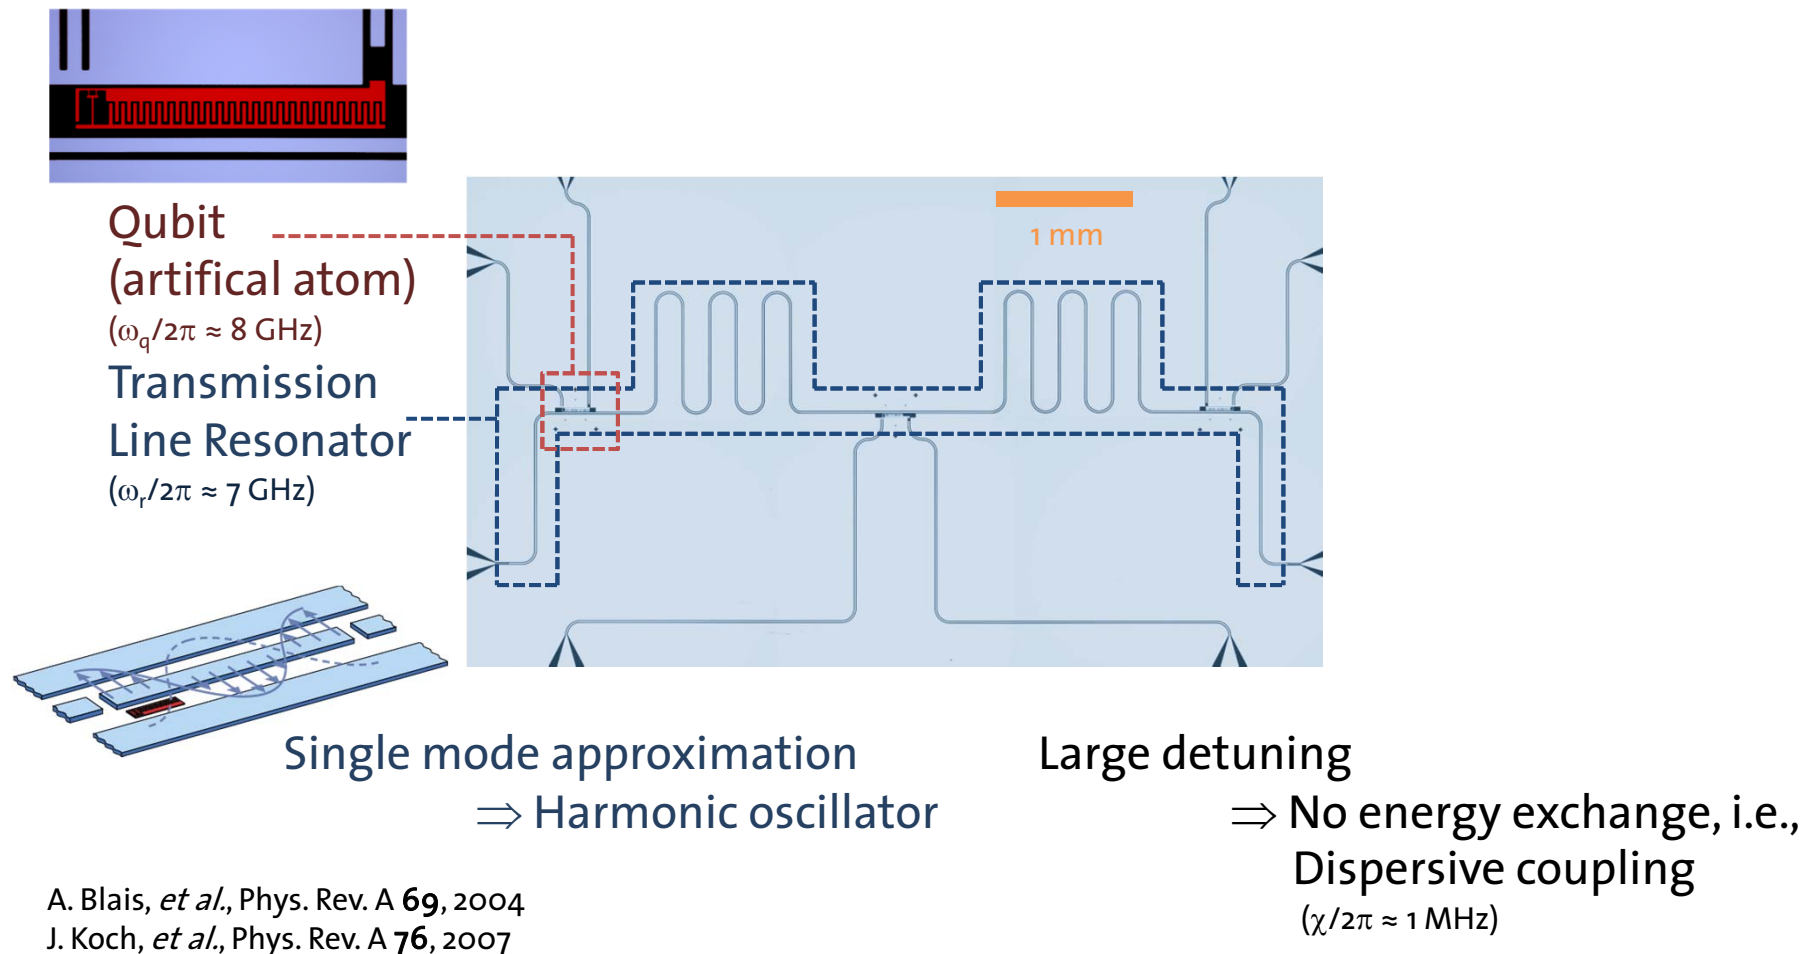 Qubit
(artifical atom)
(ωq/2π ≈ 8 GHz)
Transmission
Line Resonator
(ωr/2π ≈ 7 GHz)
1 mm
Single mode approximation
⇒ Harmonic oscillator
Large detuning
⇒ No energy exchange, i.e.,
Dispersive coupling
(χ/2π ≈ 1 MHz)
A. Blais, et al., Phys. Rev. A 69, 2004
J. Koch, et al., Phys. Rev. A 76, 2007